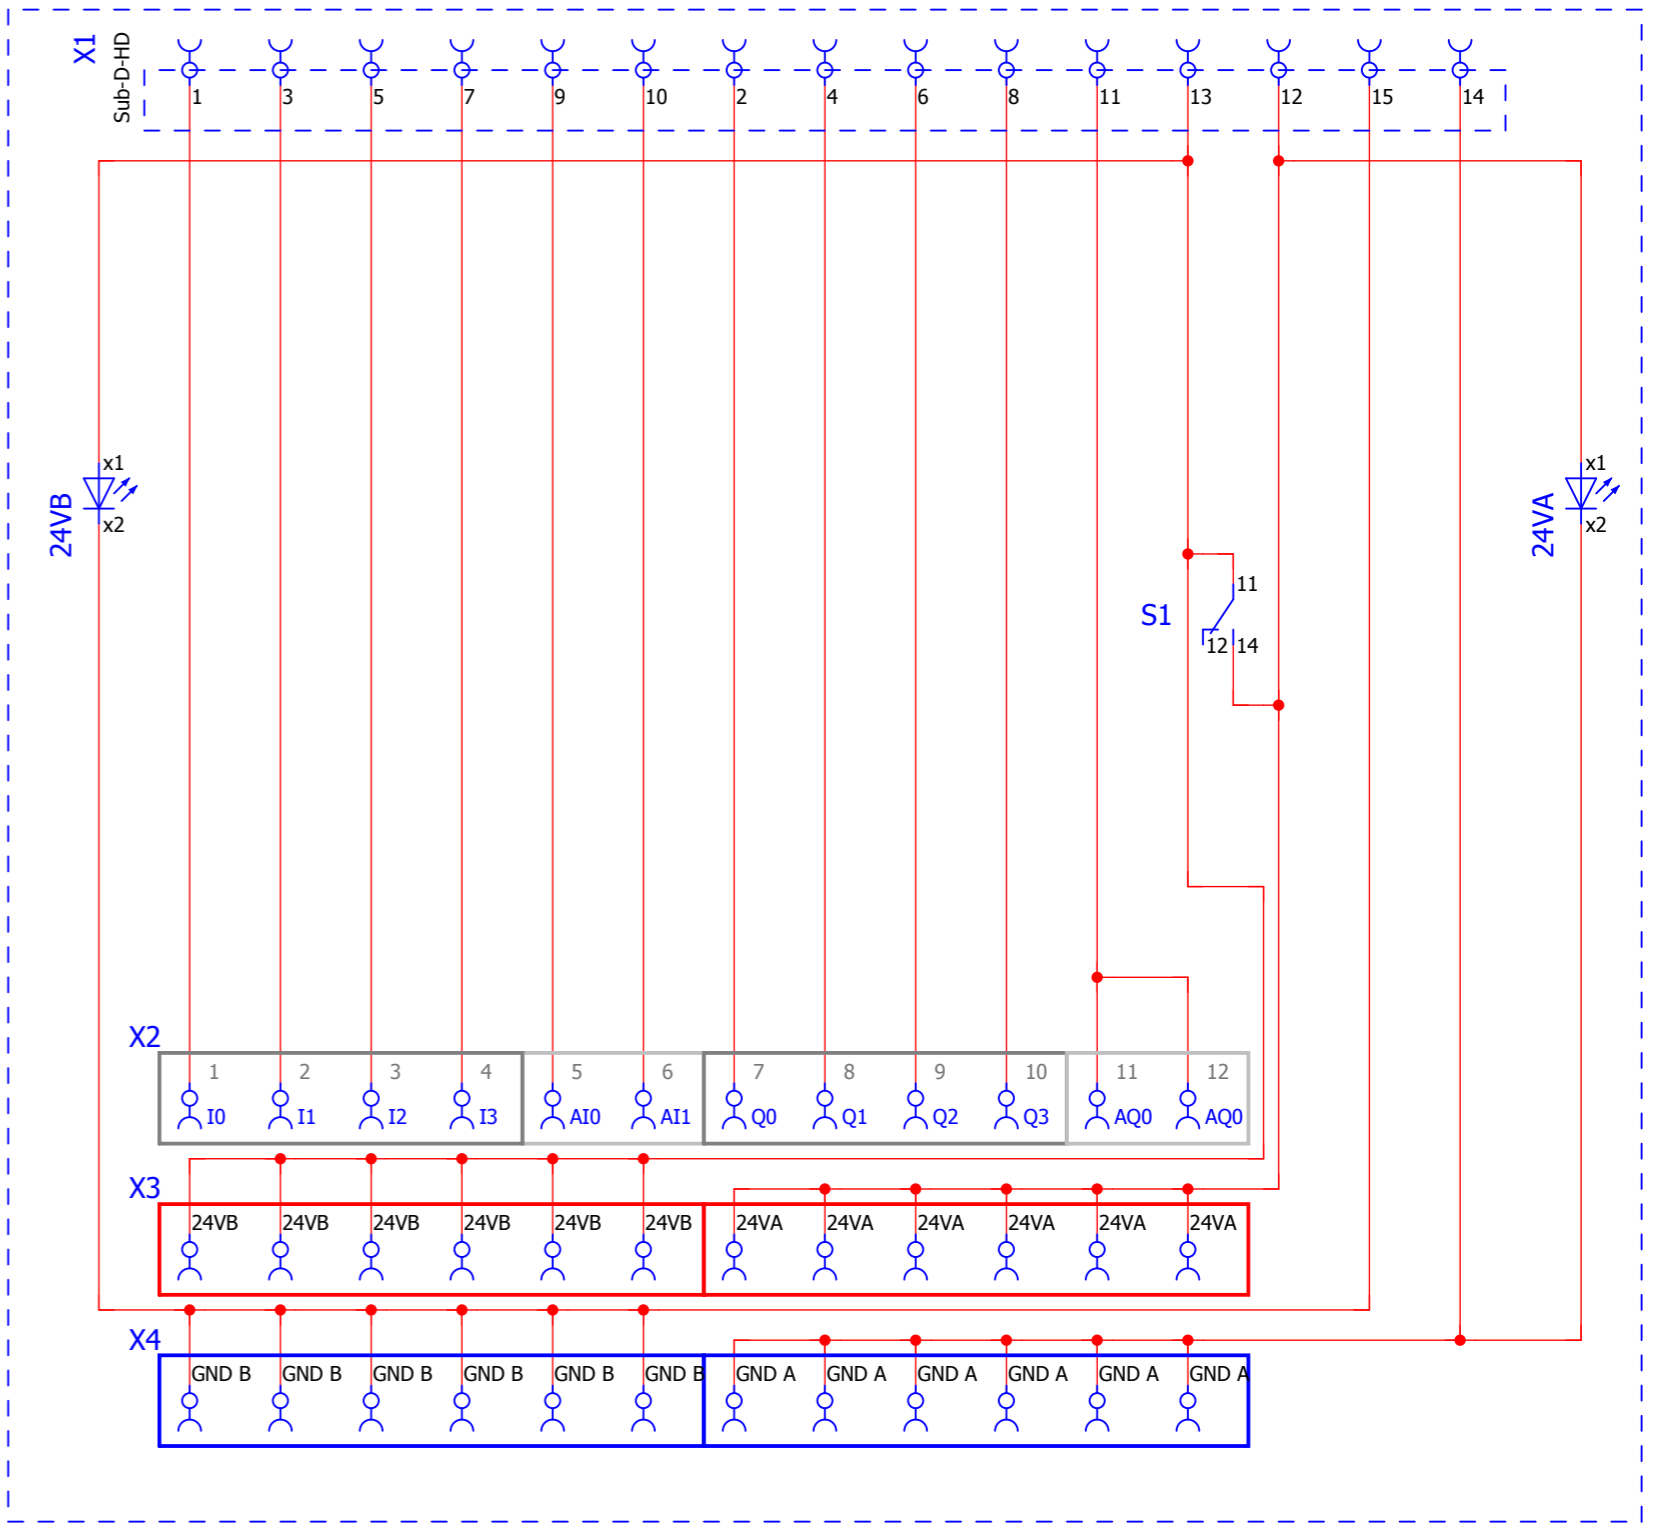 X1
Sub-D-HD
1 3 5 7 9 10 2 4 6 8 11 13 12 15 14
24VB
x1
x2
24VA
x1
x2
S1
11
12 14
X2
1 2 3 4 5 6 7 8 9 10 11 12
I0 I1 I2 I3 AI0 AI1 Q0 Q1 Q2 Q3 AQ0 AQ0
X3
24VB 24VB 24VB 24VB 24VB 24VB 24VA 24VA 24VA 24VA 24VA 24VA
X4
GND B GND B GND B GND B GND B GND B GND A GND A GND A GND A GND A GND A